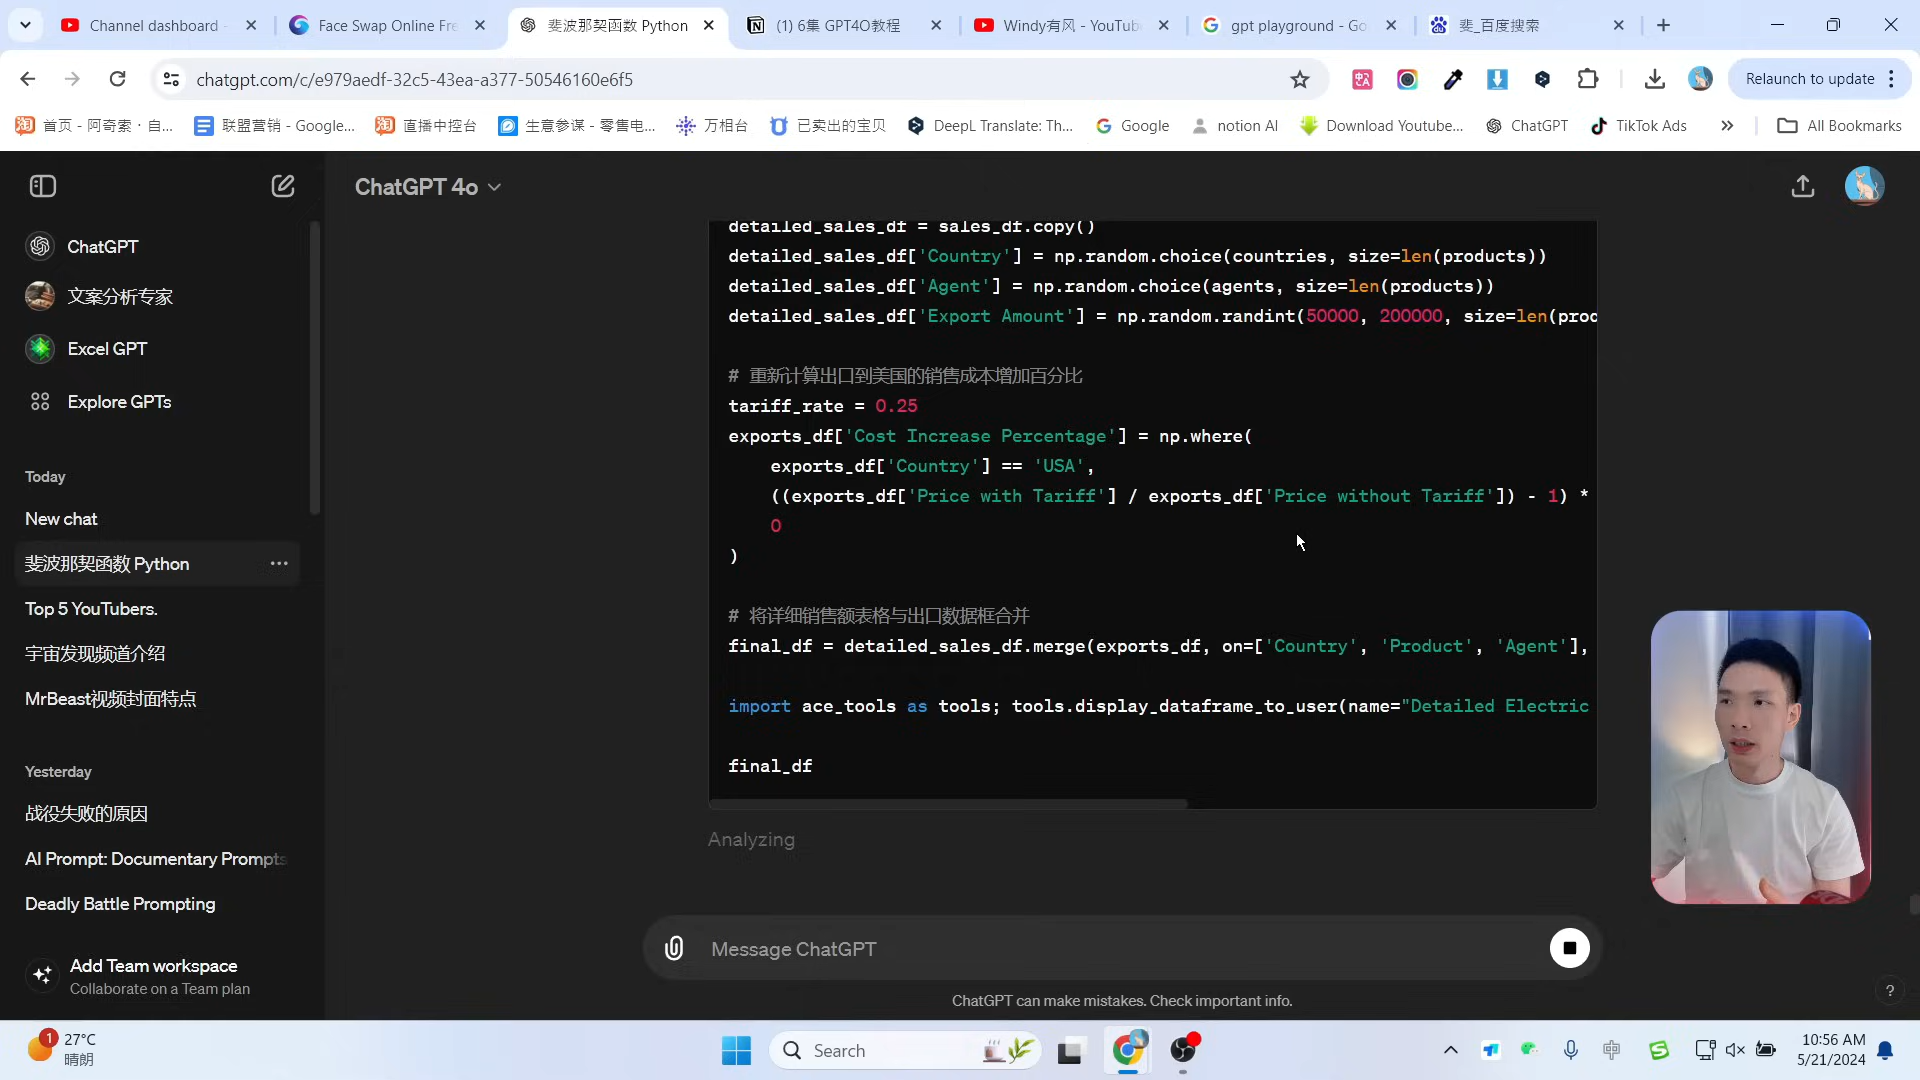 Channel dashboard
Face Swap Online Fre
斐波那契函数 Python
(1) 6集 GPT4O教程
Windy有风 - YouTub
gpt playground - Go
斐_百度搜索
chatgpt.com/c/e979aedf-32c5-43ea-a377-50546160e6f5
Relaunch to update
首页 - 阿奇索 · 自...
联盟营销 - Google...
直播中控台
生意参谋 - 零售电...
万相台
已卖出的宝贝
DeepL Translate: Th...
Google
notion AI
Download Youtube...
ChatGPT
TikTok Ads
All Bookmarks
ChatGPT 4o
ChatGPT
文案分析专家
Excel GPT
Explore GPTs
Today
New chat
斐波那契函数 Python
Top 5 YouTubers.
宇宙发现频道介绍
MrBeast视频封面特点
Yesterday
战役失败的原因
AI Prompt: Documentary Prompts
Deadly Battle Prompting
Add Team workspace
Collaborate on a Team plan
detailed_sales_df = sales_df.copy()
detailed_sales_df['Country'] = np.random.choice(countries, size=len(products))
detailed_sales_df['Agent'] = np.random.choice(agents, size=len(products))
detailed_sales_df['Export Amount'] = np.random.randint(50000, 200000, size=len(prod
# 重新计算出口到美国的销售成本增加百分比
tariff_rate = 0.25
exports_df['Cost Increase Percentage'] = np.where(
exports_df['Country'] == 'USA',
((exports_df['Price with Tariff'] / exports_df['Price without Tariff']) - 1) *
0
)
# 将详细销售额表格与出口数据框合并
final_df = detailed_sales_df.merge(exports_df, on=['Country', 'Product', 'Agent'],
import ace_tools as tools; tools.display_dataframe_to_user(name="Detailed Electric
final_df
Analyzing
Message ChatGPT
ChatGPT can make mistakes. Check important info.
?
1
27°C
晴朗
Search
中
10:56 AM
5/21/2024